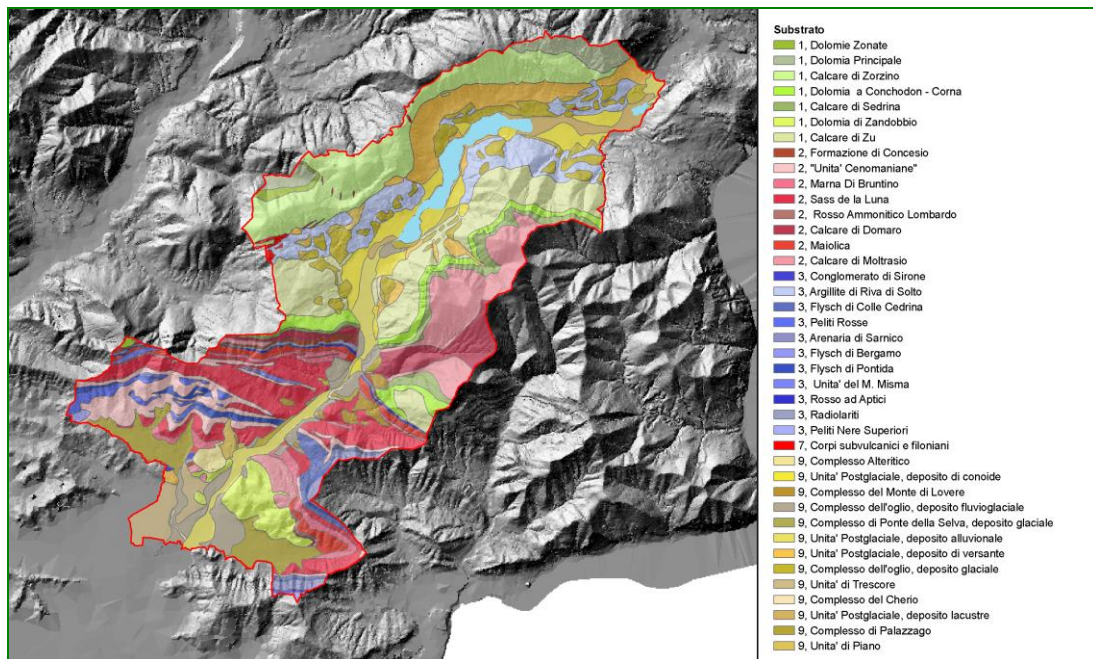 Substrato
1, Dolomie Zonate
1, Dolomia Principale
1, Calcare di Zorzino
1, Dolomia a Conchodon - Corna
1, Calcare di Sedrina
1, Dolomia di Zandobbio
1, Calcare di Zu
2, Formazione di Concesio
2, "Unita' Cenomaniane"
2, Marna Di Bruntino
2, Sass de la Luna
2, Rosso Ammonitico Lombardo
2, Calcare di Domaro
2, Maiolica
2, Calcare di Moltrasio
3, Conglomerato di Sirone
3, Argillite di Riva di Solto
3, Flysch di Colle Cedrina
3, Peliti Rosse
3, Arenaria di Sarnico
3, Flysch di Bergamo
3, Flysch di Pontida
3, Unita' del M. Misma
3, Rosso ad Aptici
3, Radiolariti
3, Peliti Nere Superiori
7, Corpi subvulcanici e filoniani
9, Complesso Alteritico
9, Unita' Postglaciale, deposito di conoide
9, Complesso del Monte di Lovere
9, Complesso dell'oglio, deposito fluvioglaciale
9, Complesso di Ponte della Selva, deposito glaciale
9, Unita' Postglaciale, deposito alluvionale
9, Unita' Postglaciale, deposito di versante
9, Complesso dell'oglio, deposito glaciale
9, Unita' di Trescore
9, Complesso del Cherio
9, Unita' Postglaciale, deposito lacustre
9, Complesso di Palazzago
9, Unita' di Piano